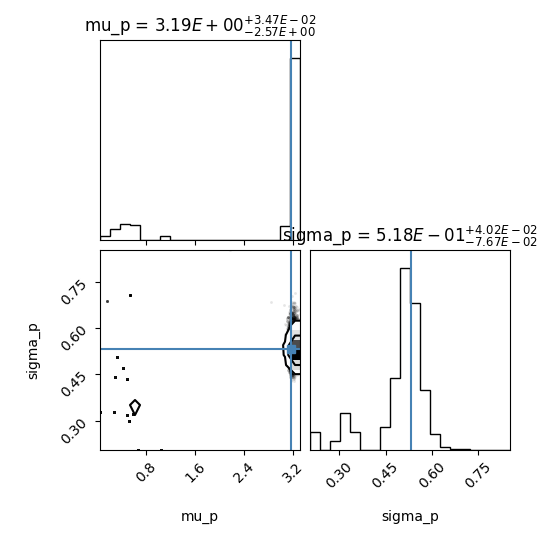 mu_p = 3.19E + 00 +3.47E − 02 −2.57E + 00
sigma_p = 5.18E − 01 +4.02E − 02 −7.67E − 02
0.75
0.60
0.45
0.30
sigma_p
0.8 1.6 2.4 3.2 0.30 0.45 0.60 0.75
mu_p sigma_p